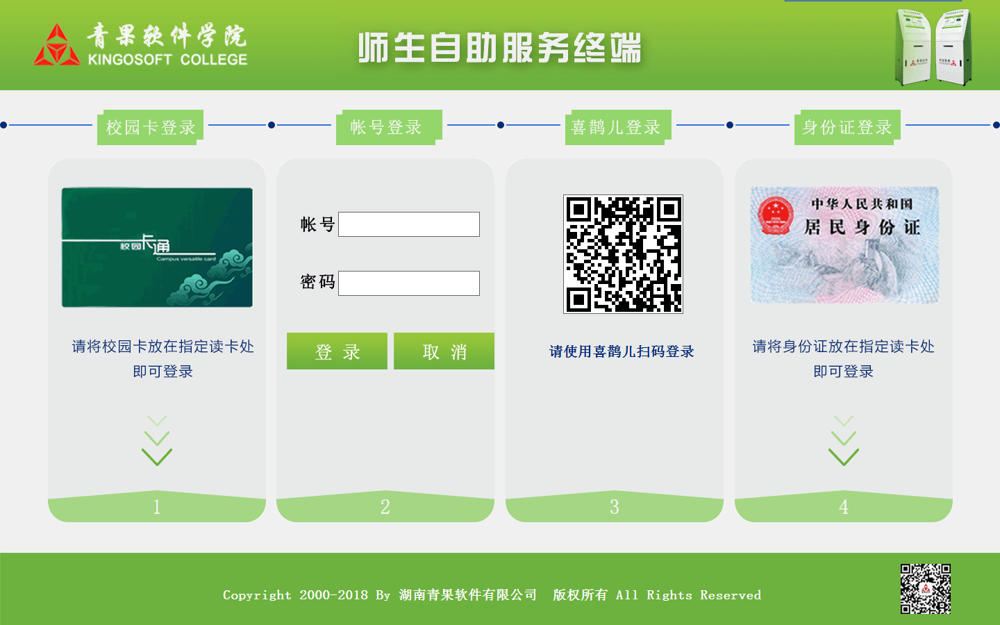 青果软件学院
KINGOSOFT COLLEGE
师生自助服务终端
校园卡登录
帐号登录
喜鹊儿登录
身份证登录
校园卡通
Campus versatile card
请将校园卡放在指定读卡处
即可登录
1
帐号
密码
登 录
取 消
2
请使用喜鹊儿扫码登录
3
中华人民共和国
居民身份证
请将身份证放在指定读卡处
即可登录
4
Copyright 2000-2018 By 湖南青果软件有限公司 版权所有 All Rights Reserved